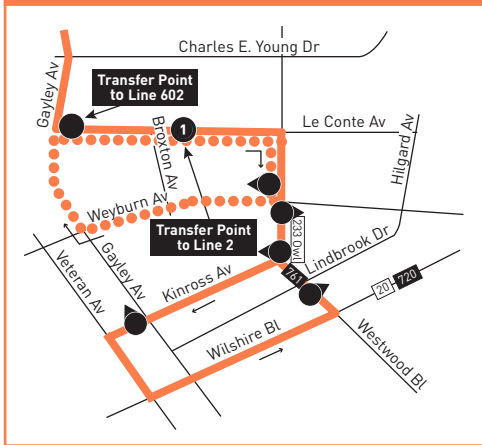 Charles E. Young Dr
Gayley Av
Transfer Point
to Line 602
Broxton Av
1
Le Conte Av
Hilgard Av
Weyburn Av
Transfer Point
to Line 2
233 Owl
Lindbrook Dr
Veteran Av
Gayley Av
Kinross Av
761
20
720
Wilshire Bl
Westwood Bl